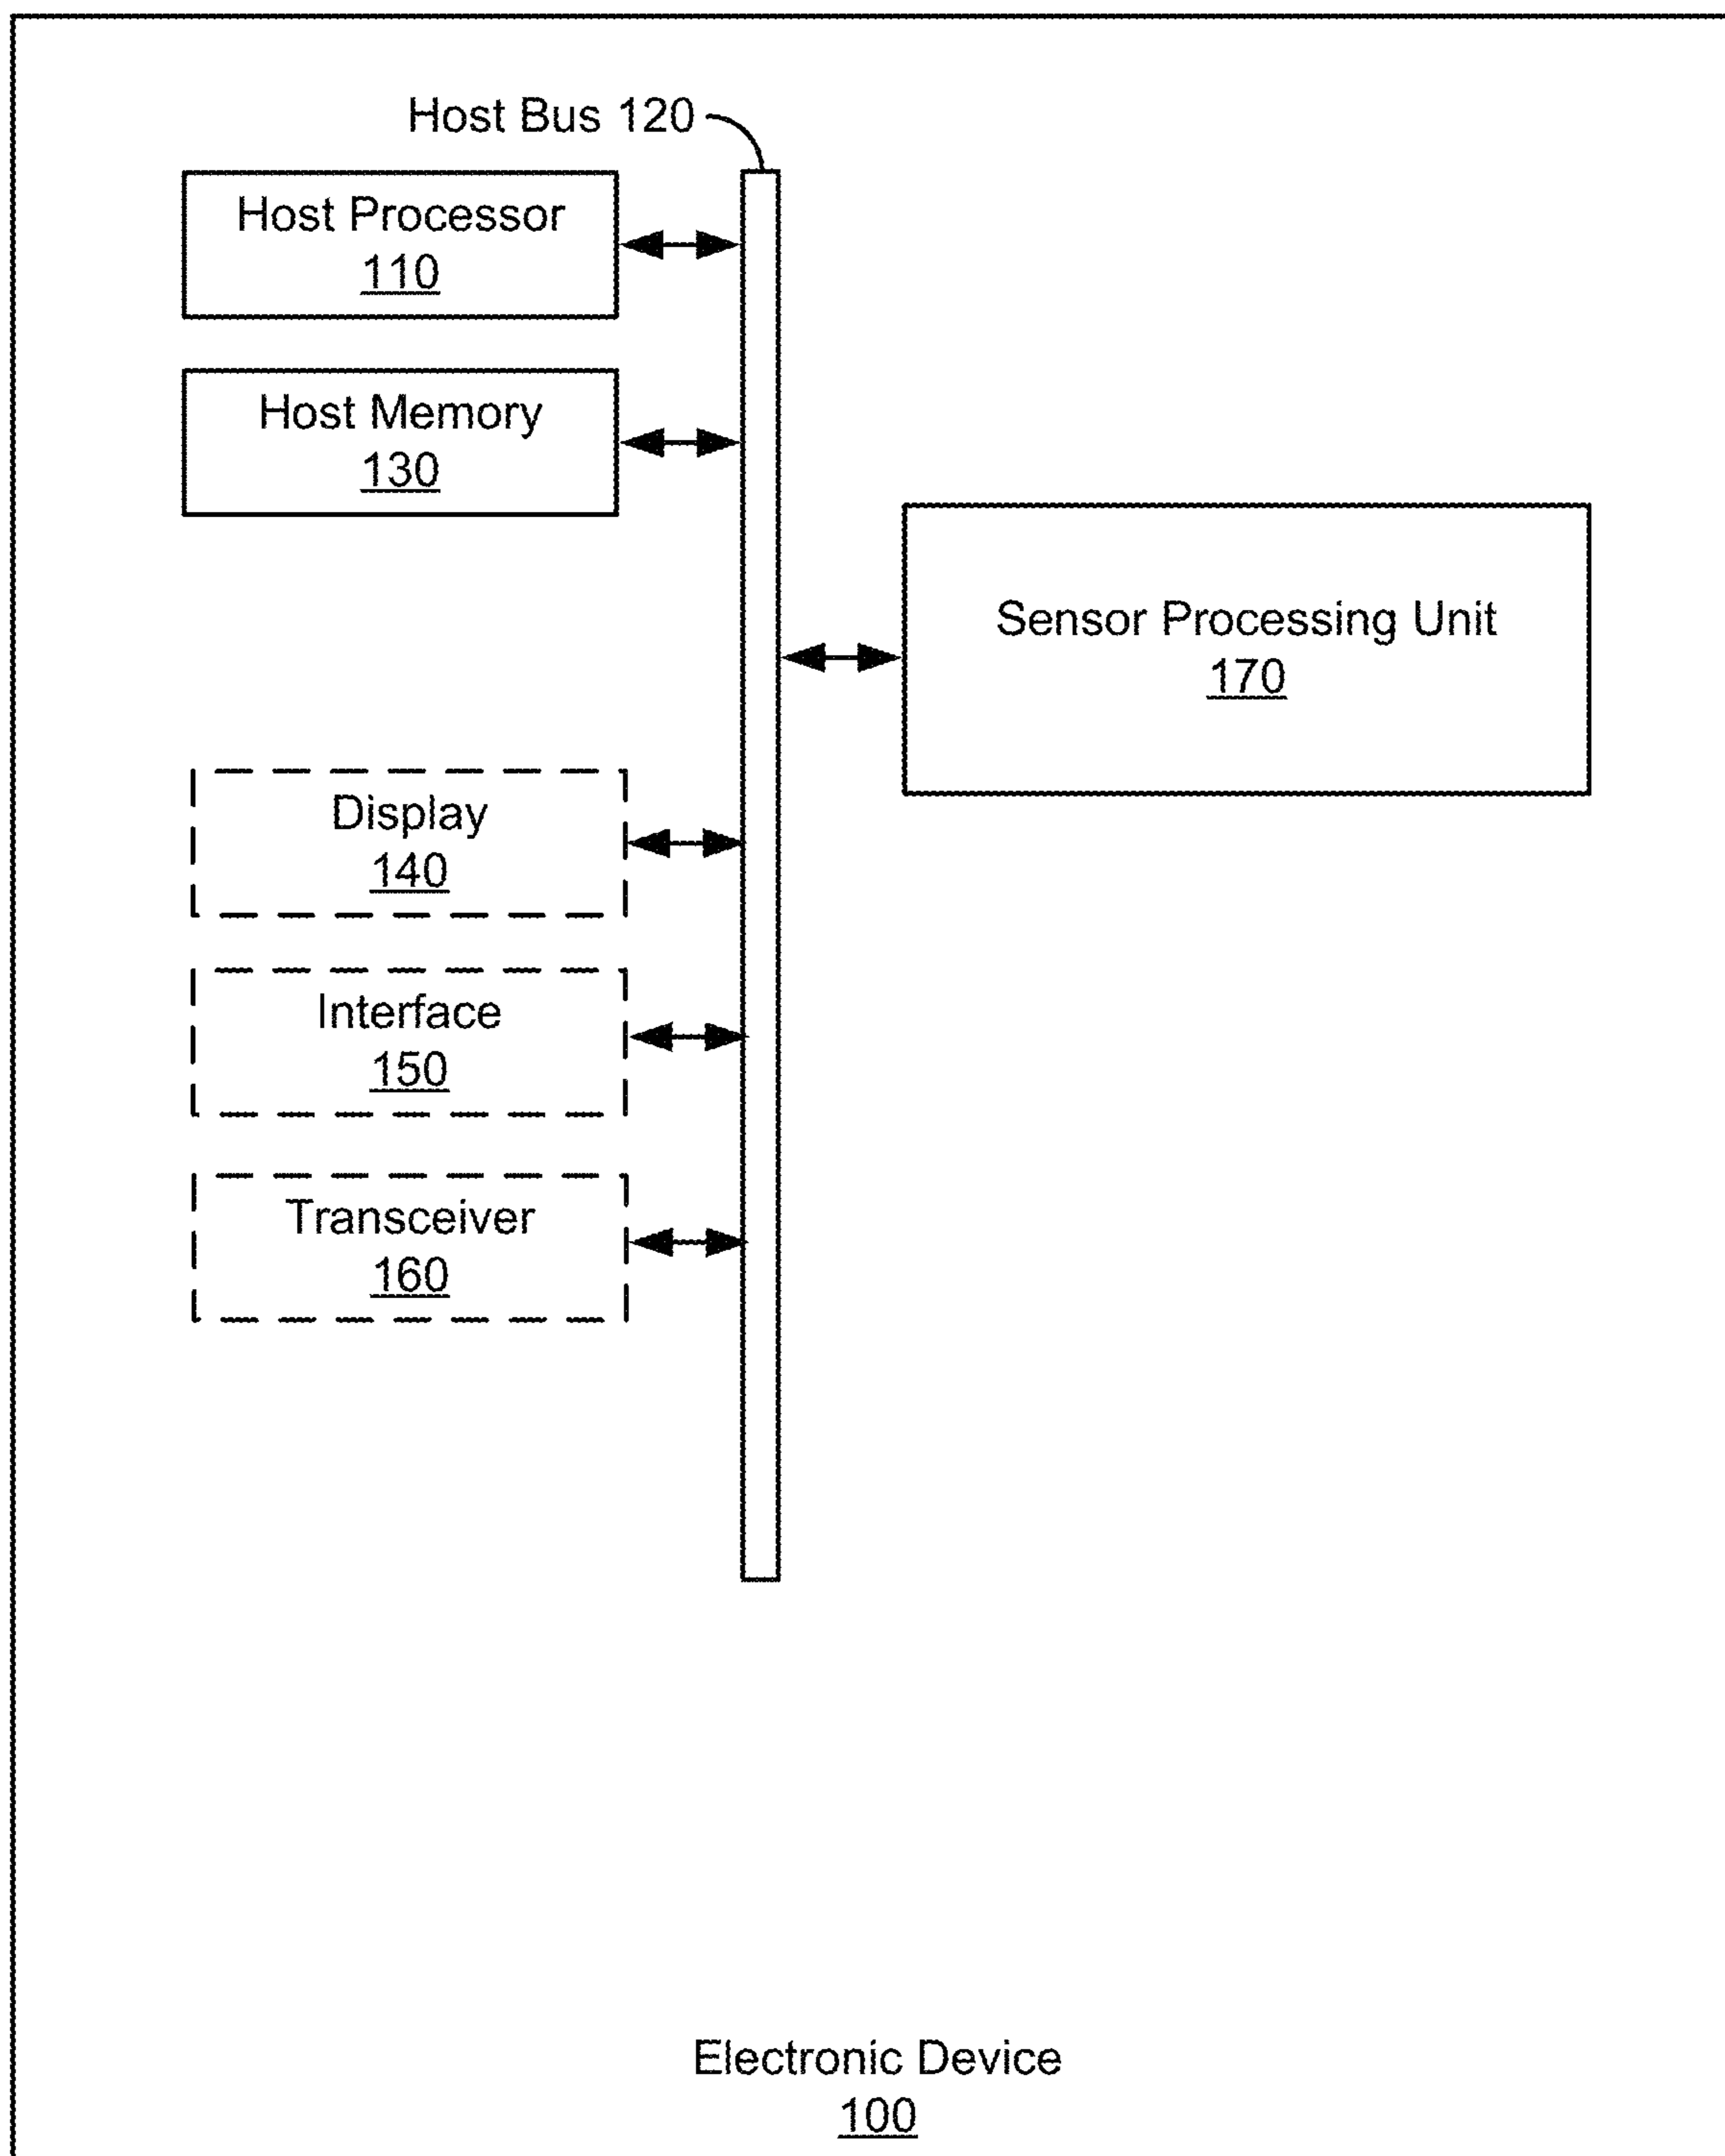 Host Bus 120
Host Processor
110
Host Memory
130
Sensor Processing Unit
170
Display
140
Interface
150
Transceiver
160
Electronic Device
100